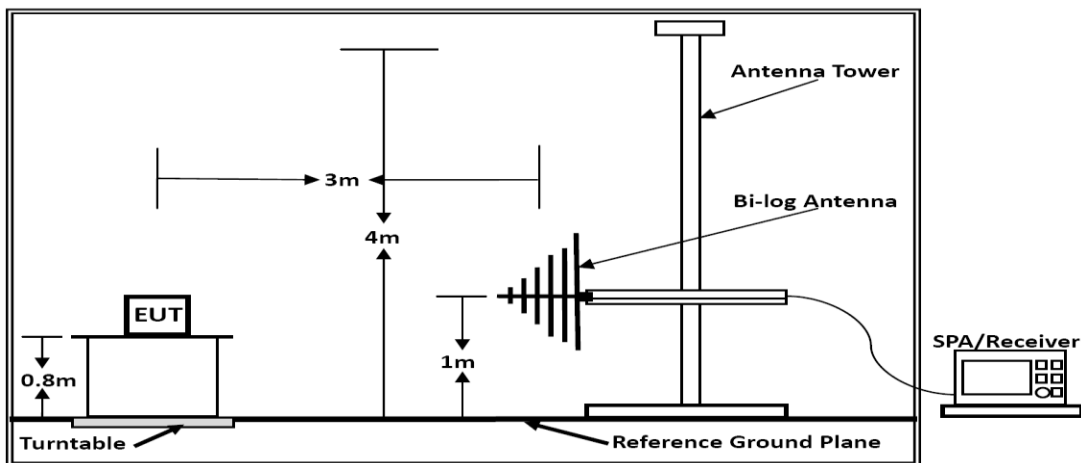 Antenna Tower
3m
Bi-log Antenna
4m
EUT
SPA/Receiver
0.8m
1m
Turntable
Reference Ground Plane